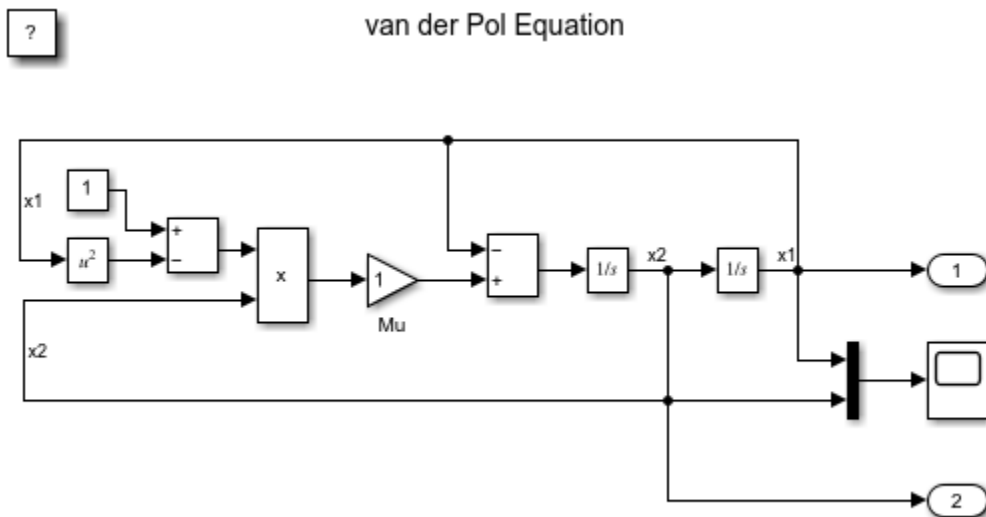 ?
van der Pol Equation
x1
1
+
−
u²
x
1
Mu
−
+
1/s
x2
1/s
x1
1
x2
2